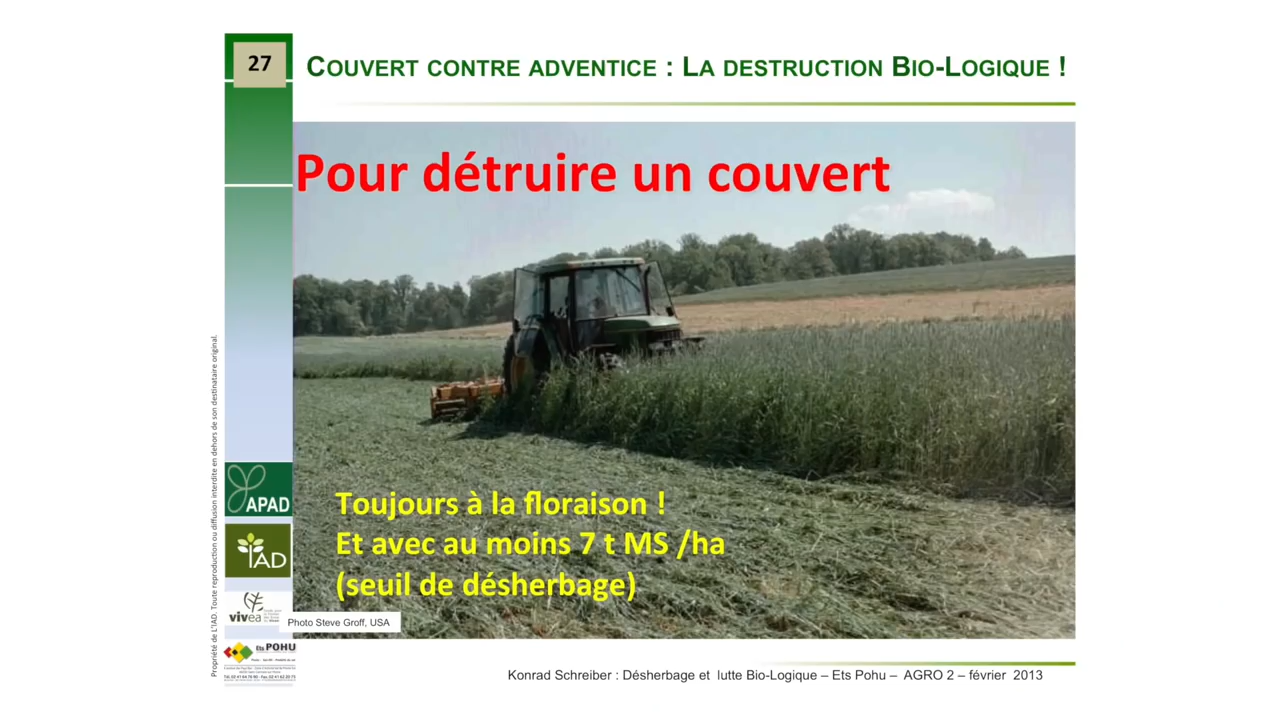 27
COUVERT CONTRE ADVENTICE : LA DESTRUCTION BIO-LOGIQUE !
Pour détruire un couvert
Toujours à la floraison !
Et avec au moins 7 t MS /ha
(seuil de désherbage)
Propriété de L'IAD. Toute reproduction ou diffusion interdite en dehors de son destinataire original.
APAD
IAD
vivea
Photo Steve Groff, USA
Ets POHU
Konrad Schreiber : Désherbage et lutte Bio-Logique – Ets Pohu – AGRO 2 – février 2013